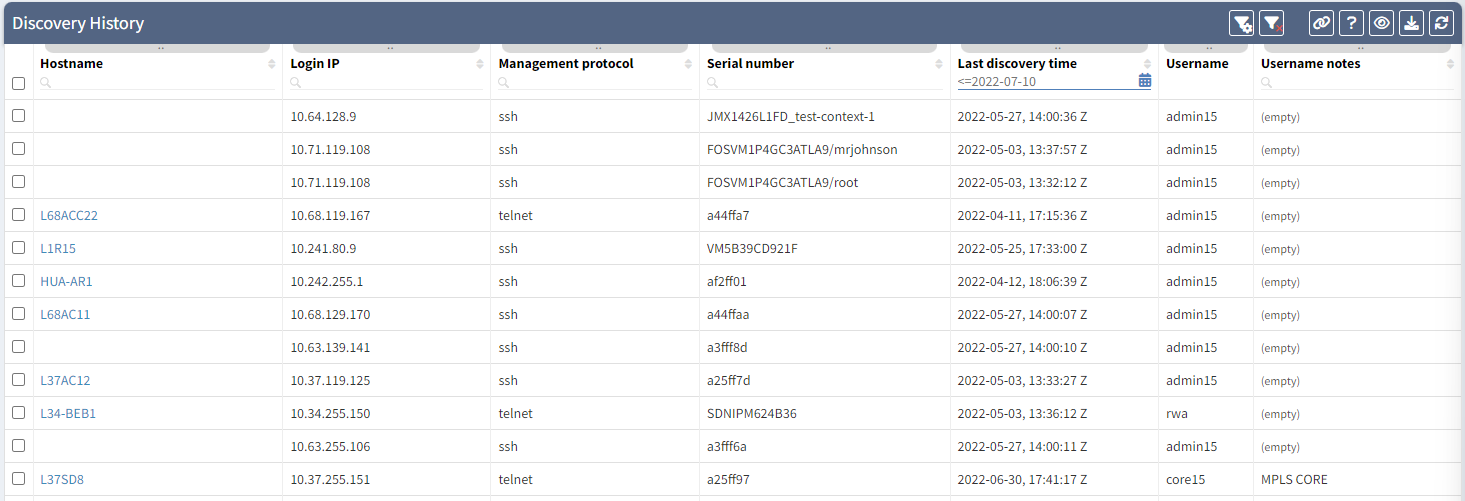 Discovery History
?
Hostname Login IP Management protocol Serial number Last discovery time Username Username notes
<=2022-07-10
10.64.128.9 ssh JMX1426L1FD_test-context-1 2022-05-27, 14:00:36 Z admin15 (empty)
10.71.119.108 ssh FOSVM1P4GC3ATLA9/mrjohnson 2022-05-03, 13:37:57 Z admin15 (empty)
10.71.119.108 ssh FOSVM1P4GC3ATLA9/root 2022-05-03, 13:32:12 Z admin15 (empty)
L68ACC22 10.68.119.167 telnet a44ffa7 2022-04-11, 17:15:36 Z admin15 (empty)
L1R15 10.241.80.9 ssh VM5B39CD921F 2022-05-25, 17:33:00 Z admin15 (empty)
HUA-AR1 10.242.255.1 ssh af2ff01 2022-04-12, 18:06:39 Z admin15 (empty)
L68AC11 10.68.129.170 ssh a44ffaa 2022-05-27, 14:00:07 Z admin15 (empty)
10.63.139.141 ssh a3fff8d 2022-05-27, 14:00:10 Z admin15 (empty)
L37AC12 10.37.119.125 ssh a25ff7d 2022-05-03, 13:33:27 Z admin15 (empty)
L34-BEB1 10.34.255.150 telnet SDNIPM624B36 2022-05-03, 13:36:12 Z rwa (empty)
10.63.255.106 ssh a3fff6a 2022-05-27, 14:00:11 Z admin15 (empty)
L37SD8 10.37.255.151 telnet a25ff97 2022-06-30, 17:41:17 Z core15 MPLS CORE